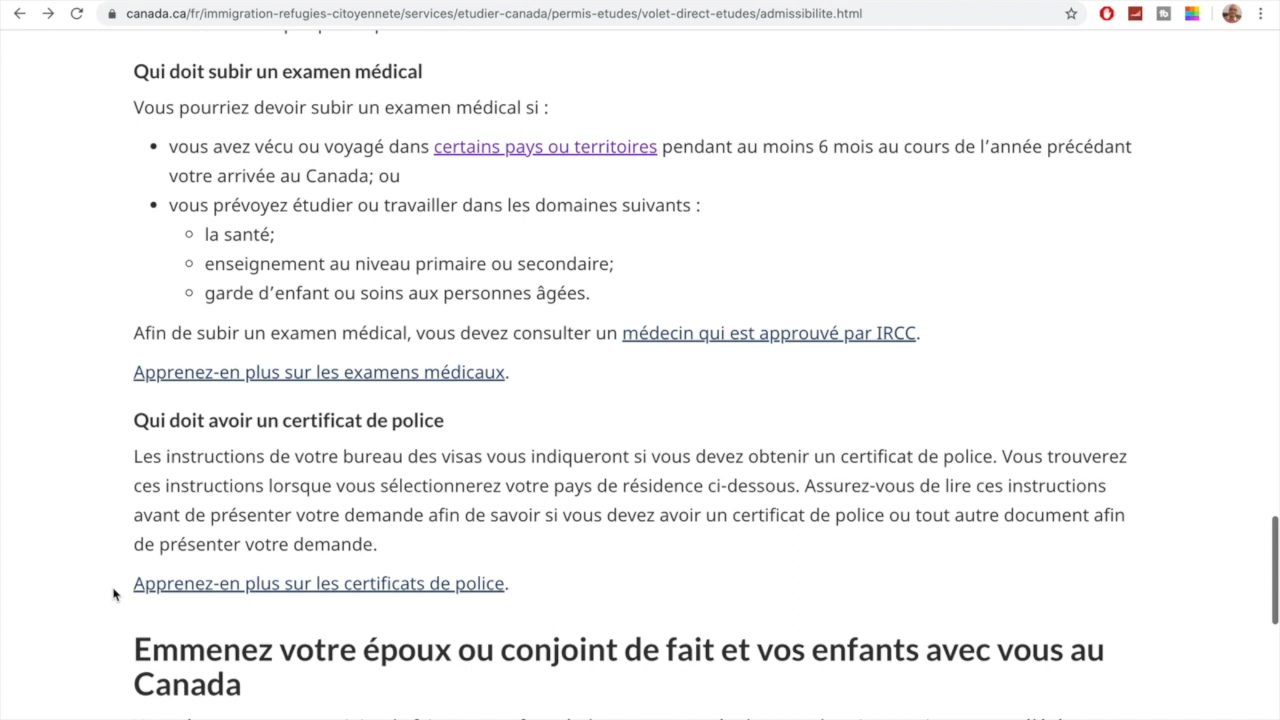 canada.ca/fr/immigration-refugies-citoyennete/services/etudier-canada/permis-etudes/volet-direct-etudes/admissibilite.html
Qui doit subir un examen médical
Vous pourriez devoir subir un examen médical si :
vous avez vécu ou voyagé dans certains pays ou territoires pendant au moins 6 mois au cours de l’année précédant
votre arrivée au Canada; ou
vous prévoyez étudier ou travailler dans les domaines suivants :
la santé;
enseignement au niveau primaire ou secondaire;
garde d’enfant ou soins aux personnes âgées.
Afin de subir un examen médical, vous devez consulter un médecin qui est approuvé par IRCC.
Apprenez-en plus sur les examens médicaux.
Qui doit avoir un certificat de police
Les instructions de votre bureau des visas vous indiqueront si vous devez obtenir un certificat de police. Vous trouverez
ces instructions lorsque vous sélectionnerez votre pays de résidence ci-dessous. Assurez-vous de lire ces instructions
avant de présenter votre demande afin de savoir si vous devez avoir un certificat de police ou tout autre document afin
de présenter votre demande.
Apprenez-en plus sur les certificats de police.
Emmenez votre époux ou conjoint de fait et vos enfants avec vous au
Canada